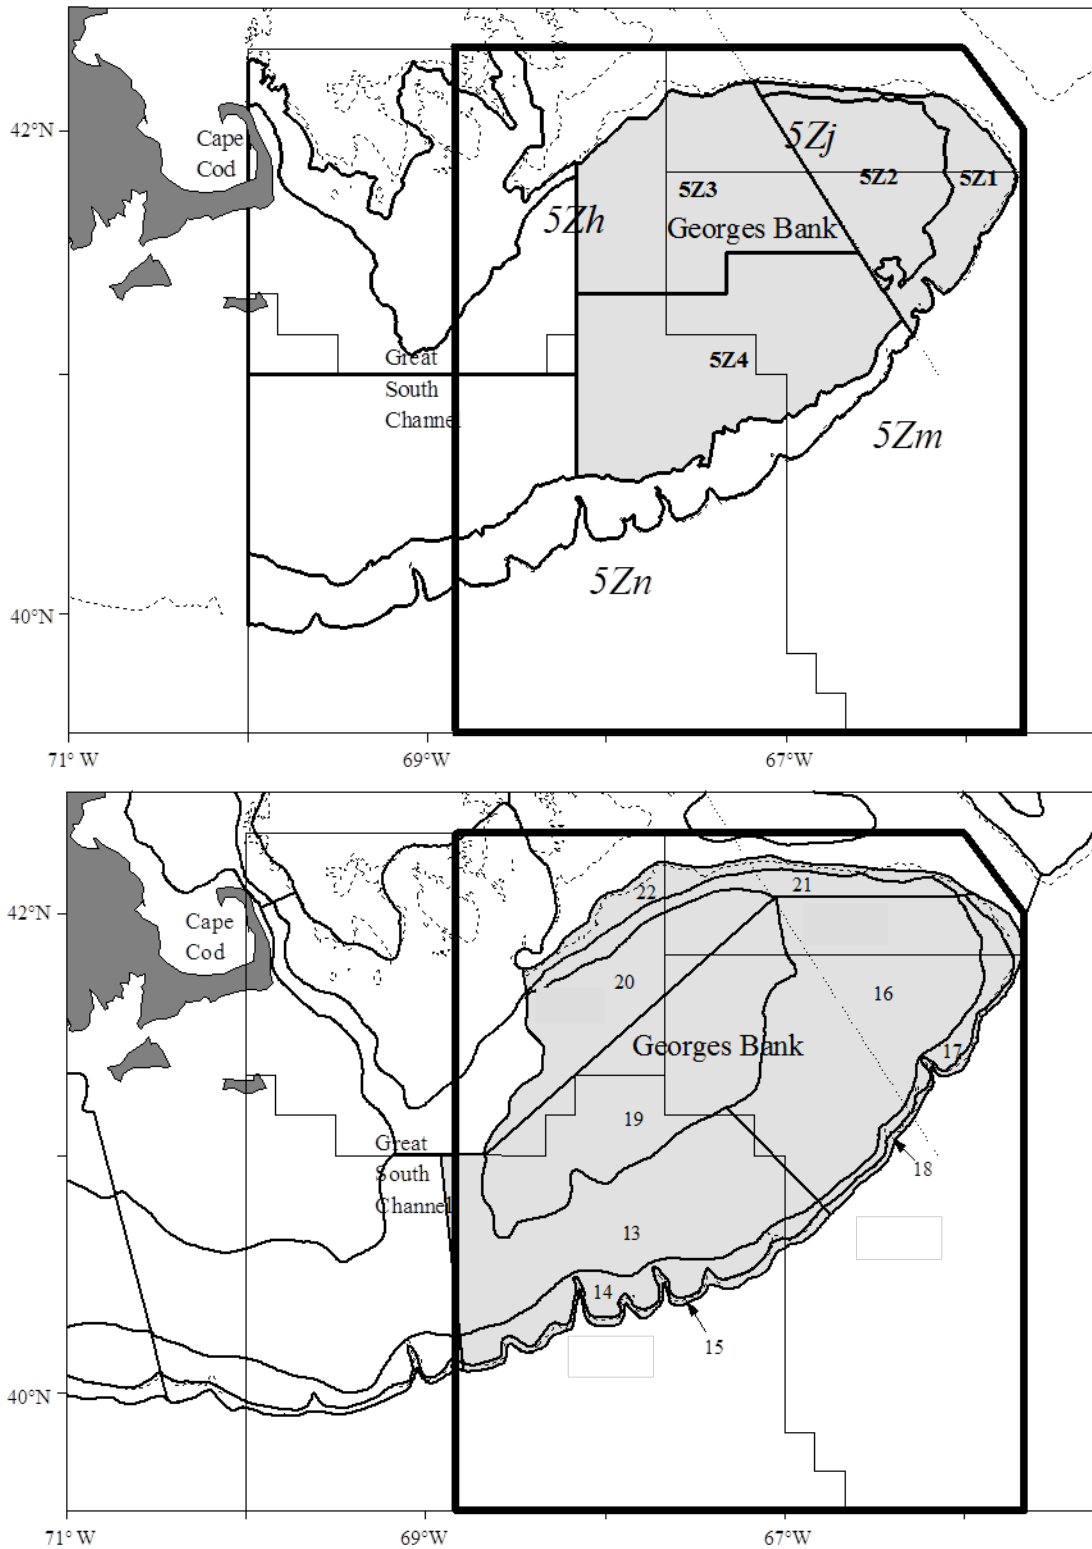 42°N
Cape
Cod
5Zj
5Z3
5Z2
5Z1
5Zh
Georges Bank
Great
South
Channel
5Z4
5Zm
5Zn
40°N
71° W
69°W
67°W
22
21
42°N
Cape
Cod
20
16
Georges Bank
17
19
Great
South
Channel
18
13
14
15
40°N
71° W
69°W
67°W